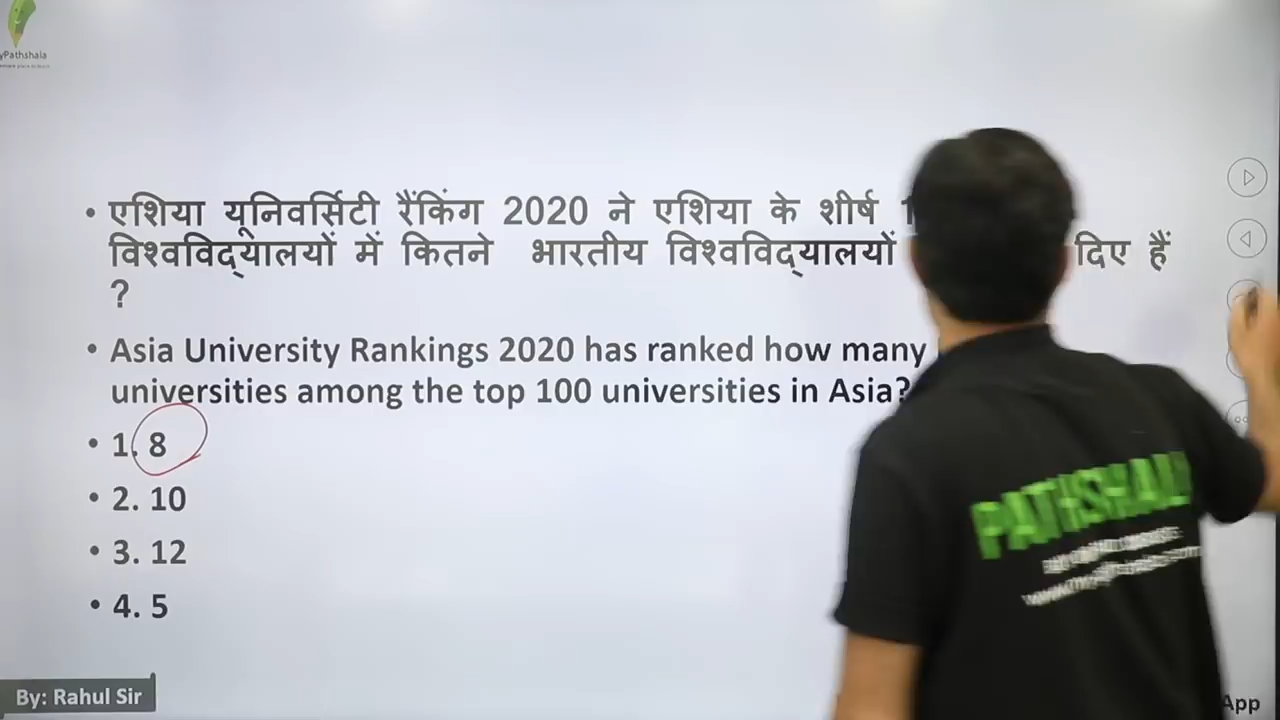 yPathshala
• एशिया यूनिवर्सिटी रैंकिंग 2020 ने एशिया के शीर्ष
विश्वविद्यालयों में कितने भारतीय विश्वविद्यालयों दिए हैं
?
• Asia University Rankings 2020 has ranked how many
universities among the top 100 universities in Asia?
• 1. 8
• 2. 10
• 3. 12
• 4. 5
PATHSHALA
By: Rahul Sir
App